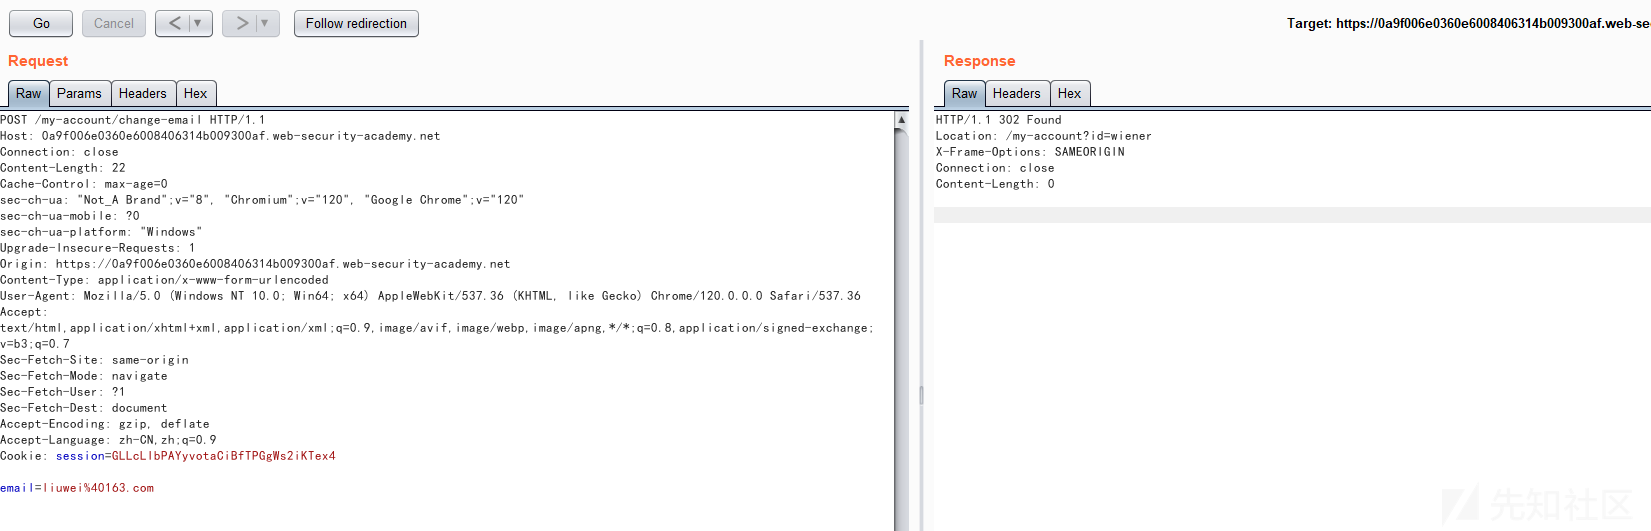 Go Cancel < ▼ > ▼ Follow redirection
Target: https://0a9f006e0360e6008406314b009300af.web-se
Request
Raw Params Headers Hex
POST /my-account/change-email HTTP/1.1
Host: 0a9f006e0360e6008406314b009300af.web-security-academy.net
Connection: close
Content-Length: 22
Cache-Control: max-age=0
sec-ch-ua: "Not_A Brand";v="8", "Chromium";v="120", "Google Chrome";v="120"
sec-ch-ua-mobile: ?0
sec-ch-ua-platform: "Windows"
Upgrade-Insecure-Requests: 1
Origin: https://0a9f006e0360e6008406314b009300af.web-security-academy.net
Content-Type: application/x-www-form-urlencoded
User-Agent: Mozilla/5.0 (Windows NT 10.0; Win64; x64) AppleWebKit/537.36 (KHTML, like Gecko) Chrome/120.0.0.0 Safari/537.36
Accept:
text/html,application/xhtml+xml,application/xml;q=0.9,image/avif,image/webp,image/apng,*/*;q=0.8,application/signed-exchange;
v=b3;q=0.7
Sec-Fetch-Site: same-origin
Sec-Fetch-Mode: navigate
Sec-Fetch-User: ?1
Sec-Fetch-Dest: document
Accept-Encoding: gzip, deflate
Accept-Language: zh-CN,zh;q=0.9
Cookie: session=GLLcLlbPAYyvotaCiBfTPGgWs2iKTex4
email=liuwei%40163.com
Response
Raw Headers Hex
HTTP/1.1 302 Found
Location: /my-account?id=wiener
X-Frame-Options: SAMEORIGIN
Connection: close
Content-Length: 0
先知社区